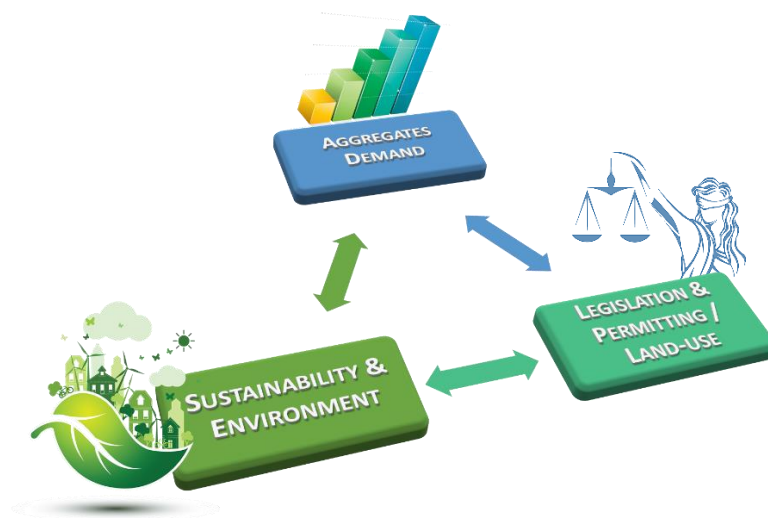 AGGREGATES
DEMAND
LEGISLATION &
PERMITTING /
LAND-USE
SUSTAINABILITY &
ENVIRONMENT